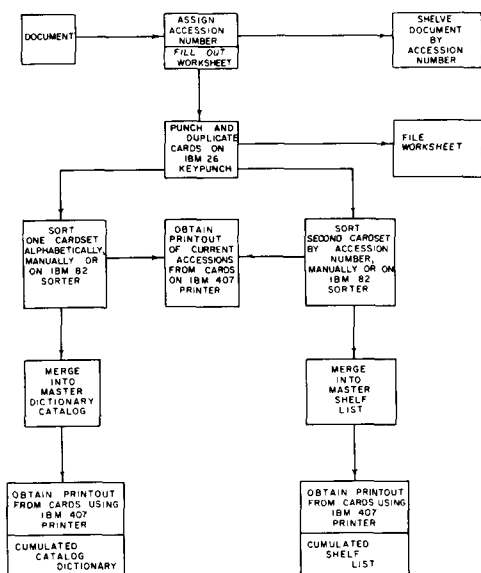 DOCUMENT
ASSIGN
ACCESSION
NUMBER
FILL OUT
WORKSHEET
SHELVE
DOCUMENT
BY
ACCESSION
NUMBER
PUNCH AND
DUPLICATE
CARDS ON
IBM 26
KEYPUNCH
FILE
WORKSHEET
SORT
ONE CARDSET
ALPHABETICALLY,
MANUALLY OR
ON IBM 82
SORTER
OBTAIN
PRINTOUT
OF CURRENT
ACCESSIONS
FROM CARDS
ON IBM 407
PRINTER
SORT
SECOND CARDSET
BY ACCESSION
NUMBER,
MANUALLY OR ON
IBM 82
SORTER
MERGE
INTO
MASTER
DICTIONARY
CATALOG
MERGE
INTO
MASTER
SHELF
LIST
OBTAIN PRINTOUT
FROM CARDS USING
IBM 407
PRINTER
CUMULATED
CATALOG
DICTIONARY
OBTAIN PRINTOUT
FROM CARDS USING
IBM 407
PRINTER
CUMULATED
SHELF
LIST